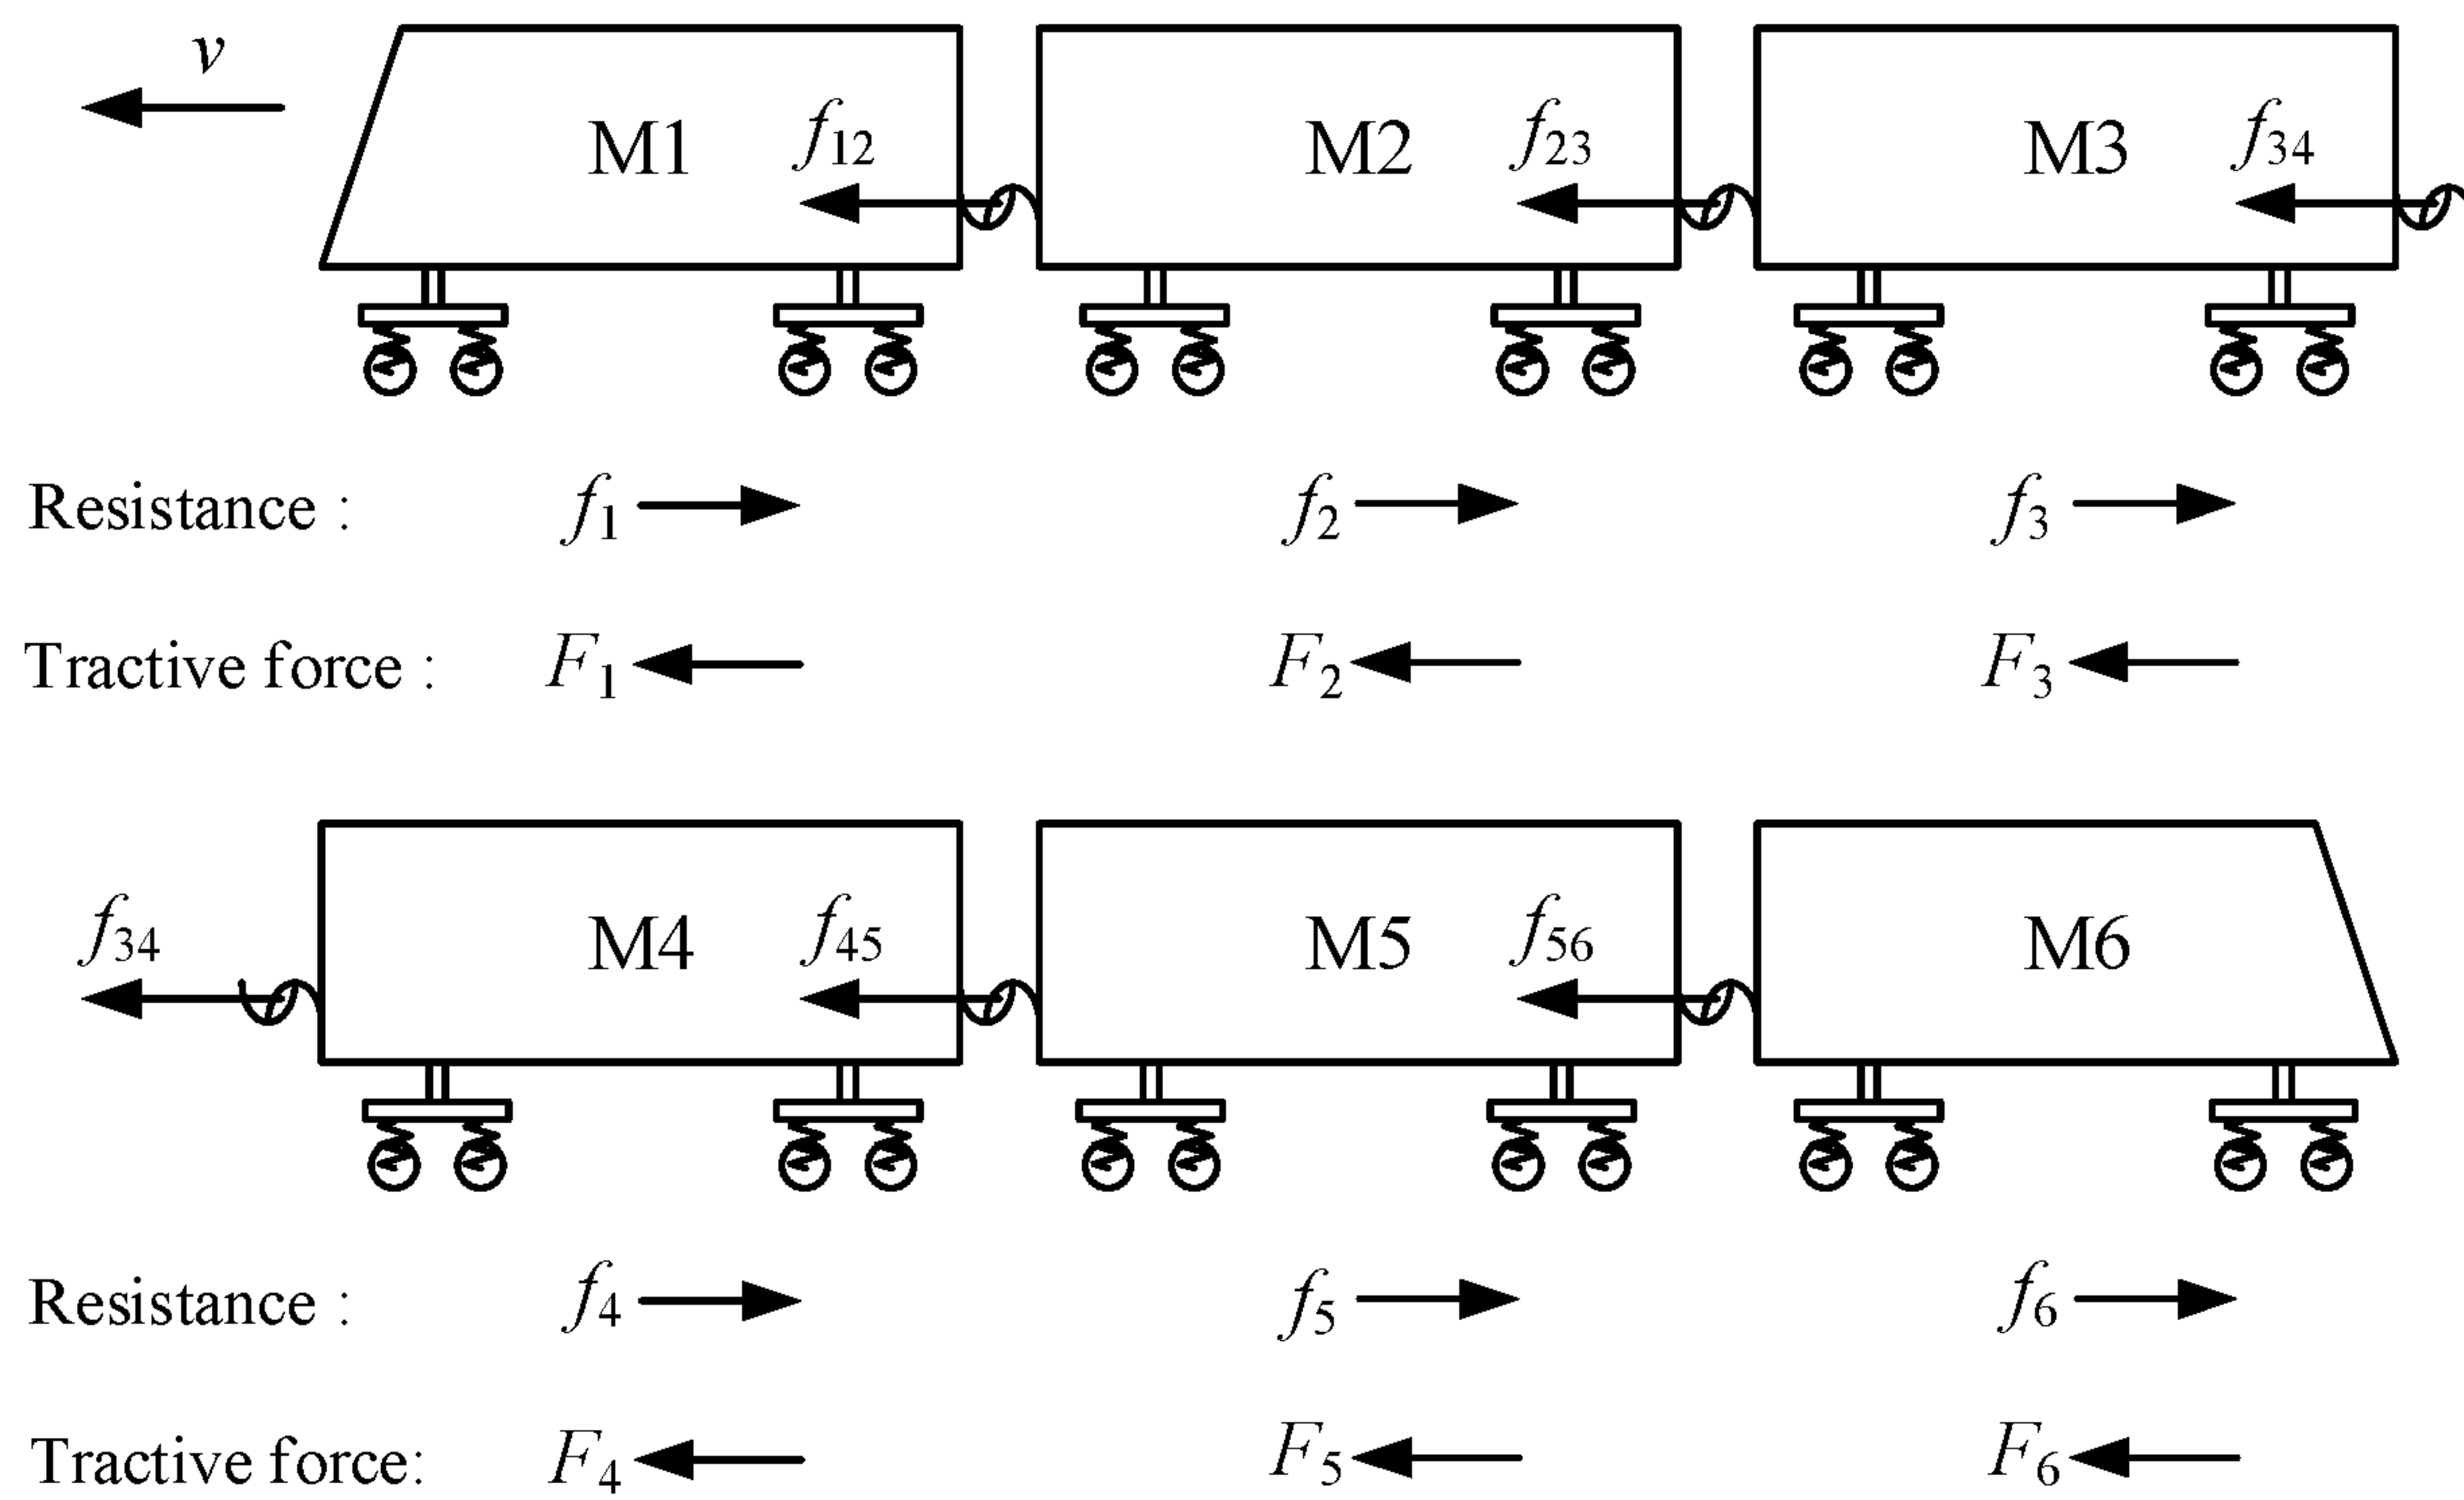 v
M1 f12 M2 f23 M3 f34
Resistance : f1 f2 f3
Tractive force : F1 F2 F3
f34 M4 f45 M5 f56 M6
Resistance : f4 f5 f6
Tractive force: F4 F5 F6